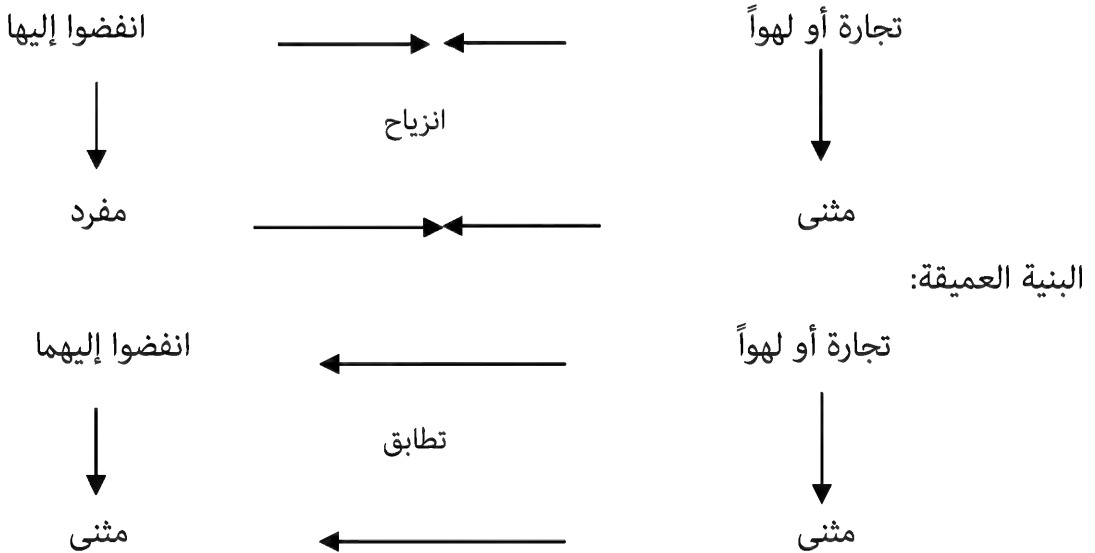 تجارة أو لهواً انفضوا إليها
انزياح
مثنى مفرد
البنية العميقة:
تجارة أو لهواً انفضوا إليهما
تطابق
مثنى مثنى